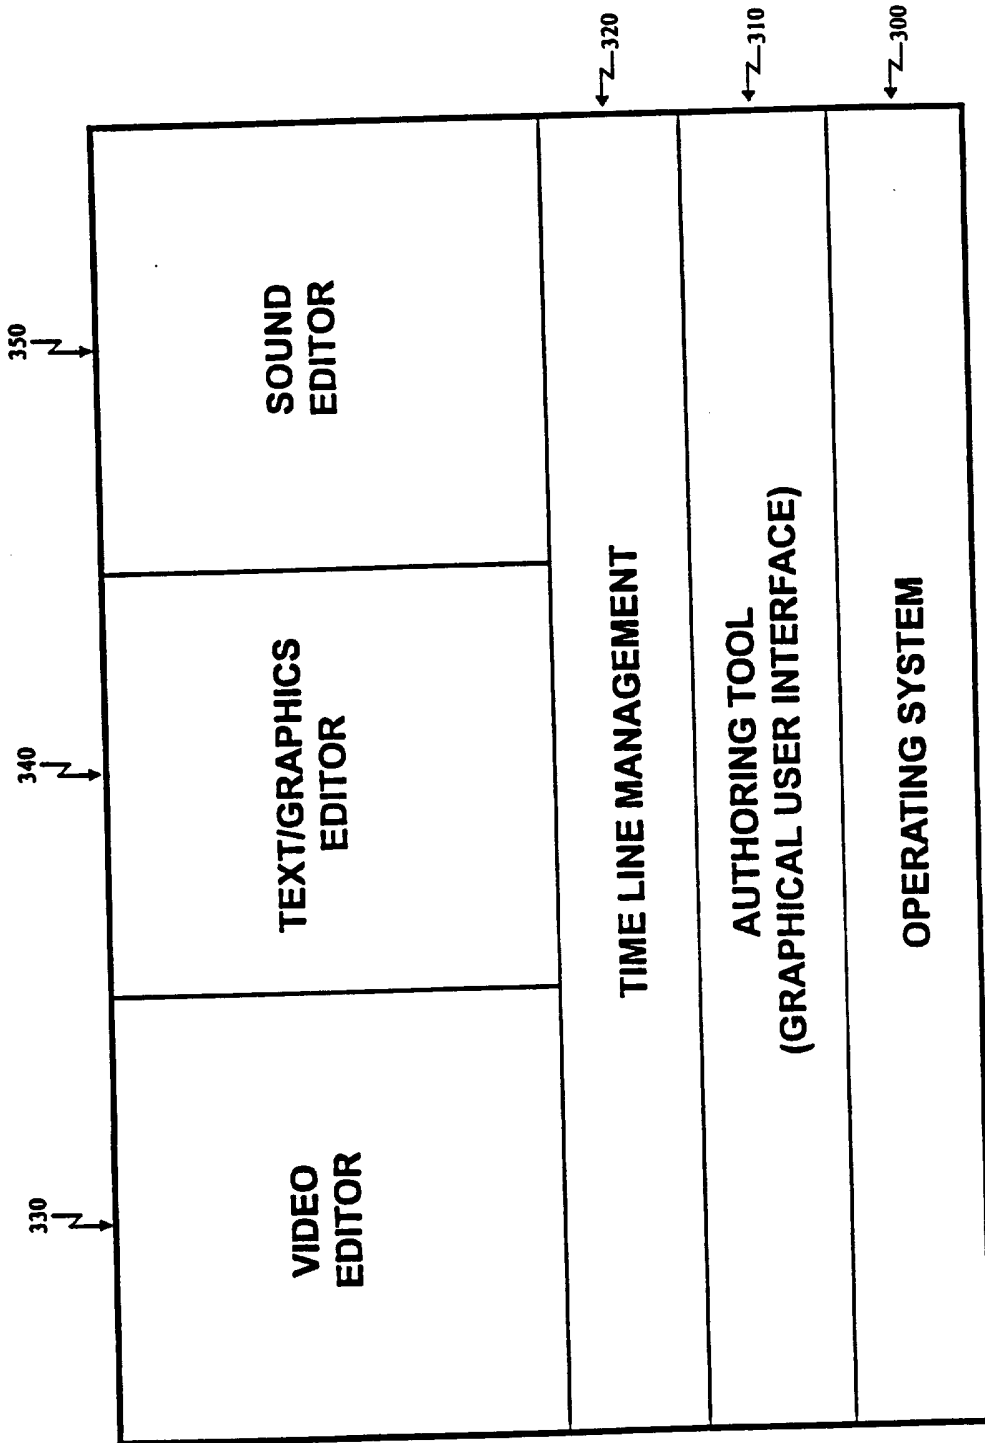 330
340
350
VIDEO
EDITOR
TEXT/GRAPHICS
EDITOR
SOUND
EDITOR
TIME LINE MANAGEMENT
320
AUTHORING TOOL
(GRAPHICAL USER INTERFACE)
310
OPERATING SYSTEM
300